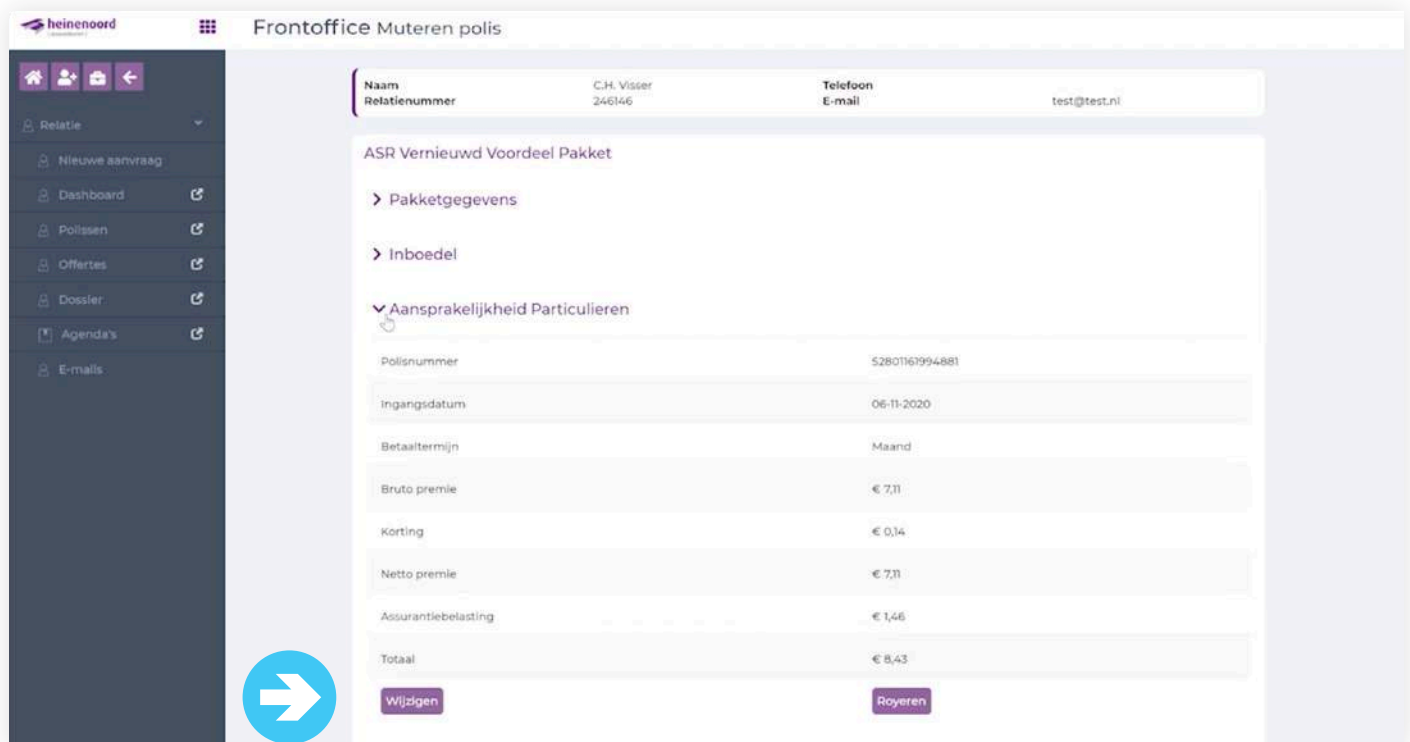 heinenoord
Frontoffice Muteren polis
Naam C.H. Visser Telefoon
Relatienummer 246146 E-mail test@test.nl
Relatie
Nieuwe aanvraag
Dashboard
Polissen
Offertes
Dossier
Agenda's
E-mails
ASR Vernieuwd Voordeel Pakket
Pakketgegevens
Inboedel
Aansprakelijkheid Particulieren
Polisnummer S2801161994881
Ingangsdatum 06-11-2020
Betaaltermijn Maand
Bruto premie € 7,11
Korting € 0,14
Netto premie € 7,11
Assurantiebelasting € 1,46
Totaal € 8,43
Wijzigen Royeren